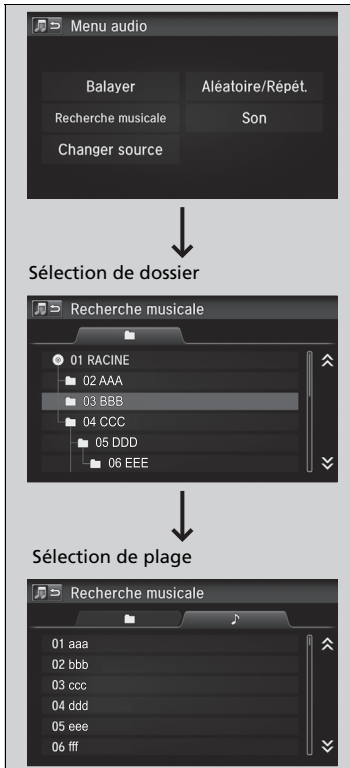 Menu audio
Balayer Aléatoire/Répét.
Recherche musicale Son
Changer source
Sélection de dossier
Recherche musicale
01 RACINE
02 AAA
03 BBB
04 CCC
05 DDD
06 EEE
Sélection de plage
Recherche musicale
01 aaa
02 bbb
03 ccc
04 ddd
05 eee
06 fff